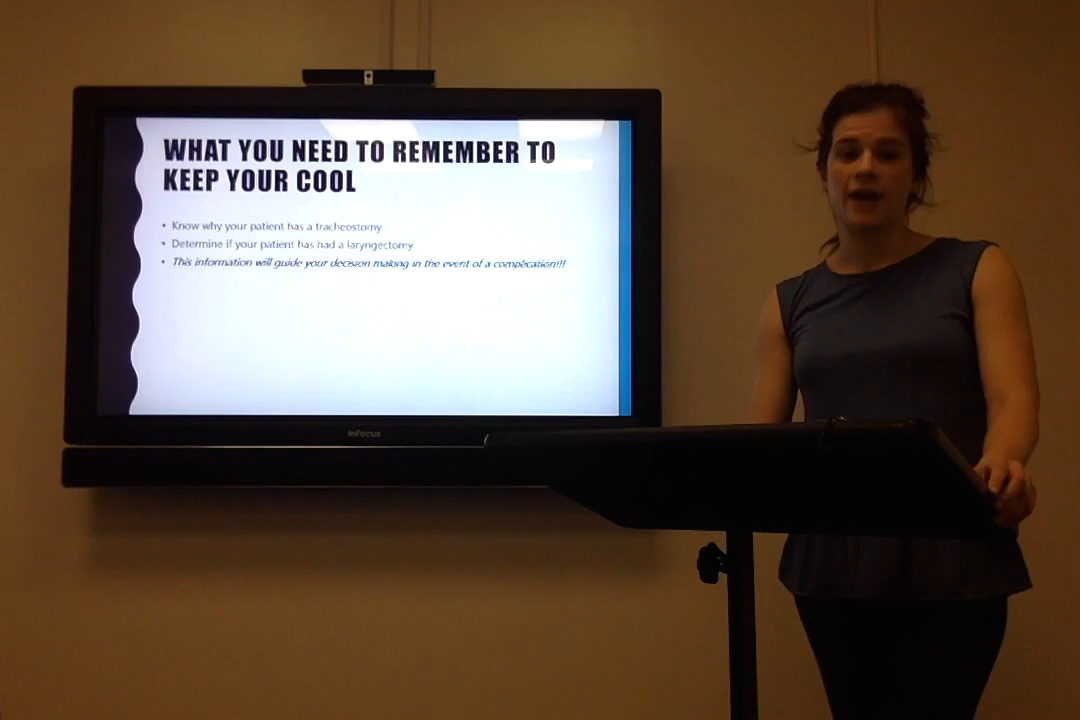 WHAT YOU NEED TO REMEMBER TO
KEEP YOUR COOL
• Know why your patient has a tracheostomy
• Determine if your patient has had a laryngectomy
• This information will guide your decision making in the event of a complication!!!
InFocus